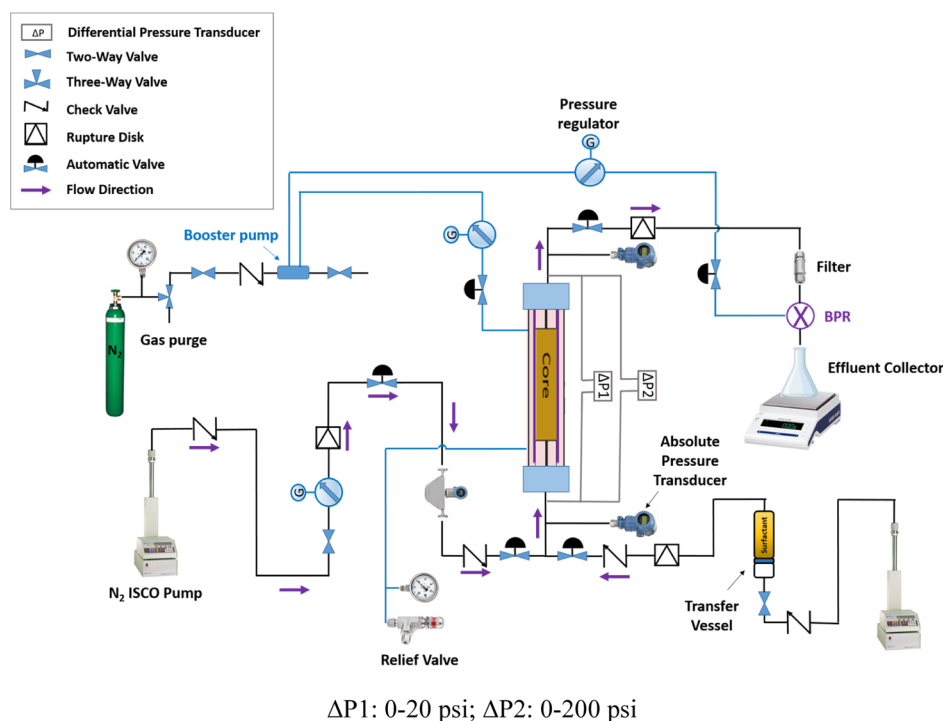 ΔP Differential Pressure Transducer
Two-Way Valve
Three-Way Valve
Check Valve
Rupture Disk
Automatic Valve
Flow Direction
Pressure
regulator
G
Booster pump
G
Filter
BPR
N₂
Gas purge
Effluent Collector
Core
ΔP1
ΔP2
Absolute
Pressure
Transducer
G
Surfactant
N₂ ISCO Pump
Transfer
Vessel
Relief Valve
ΔP1: 0-20 psi; ΔP2: 0-200 psi